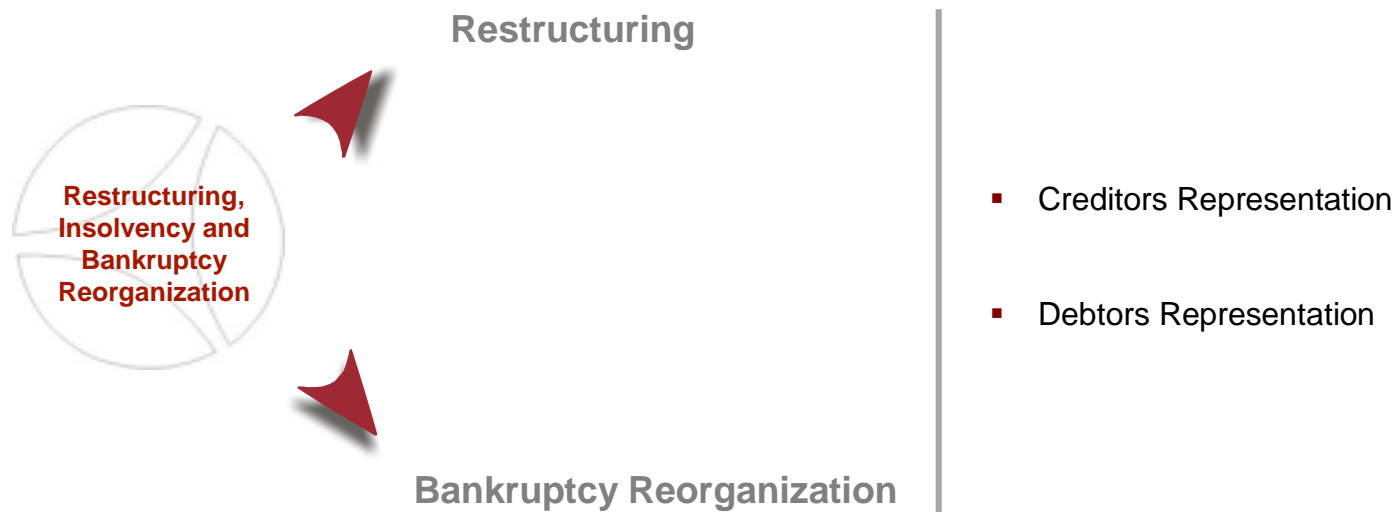 Restructuring
Restructuring,
Insolvency and
Bankruptcy
Reorganization
Creditors Representation
Debtors Representation
Bankruptcy Reorganization